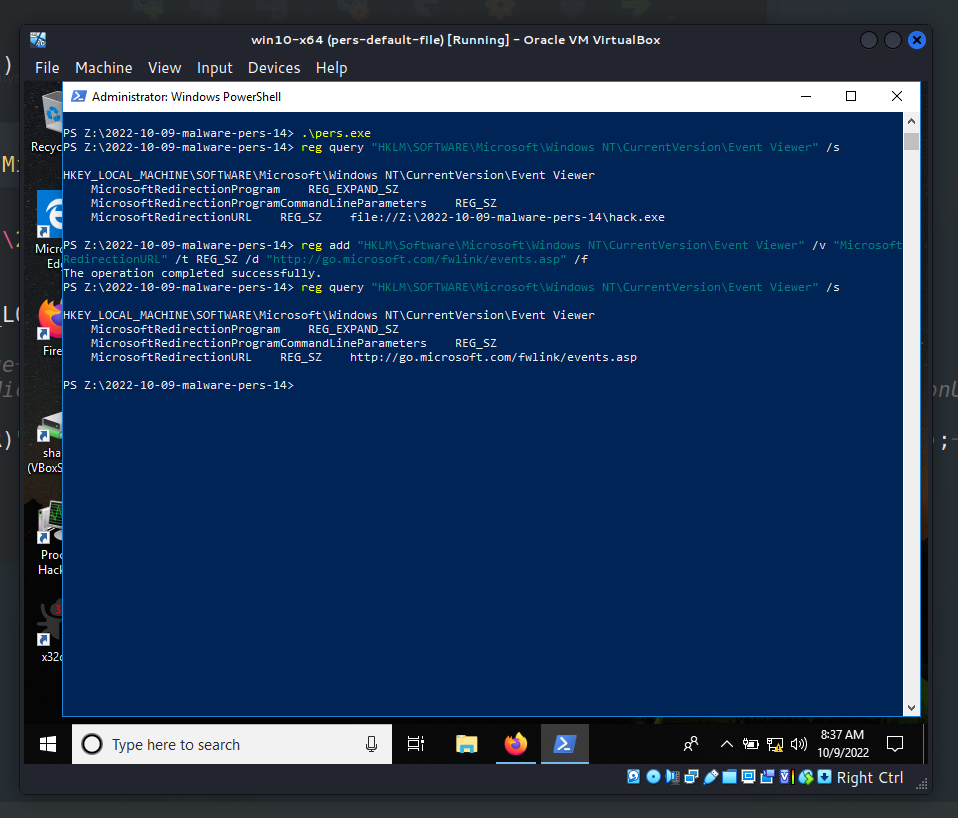 win10-x64 (pers-default-file) [Running] - Oracle VM VirtualBox
File Machine View Input Devices Help
Administrator: Windows PowerShell
PS Z:\2022-10-09-malware-pers-14> .\pers.exe
PS Z:\2022-10-09-malware-pers-14> reg query "HKLM\SOFTWARE\Microsoft\Windows NT\CurrentVersion\Event Viewer" /s
HKEY_LOCAL_MACHINE\SOFTWARE\Microsoft\Windows NT\CurrentVersion\Event Viewer
MicrosoftRedirectionProgram    REG_EXPAND_SZ
MicrosoftRedirectionProgramCommandLineParameters    REG_SZ
MicrosoftRedirectionURL    REG_SZ    file://Z:\2022-10-09-malware-pers-14\hack.exe
PS Z:\2022-10-09-malware-pers-14> reg add "HKLM\Software\Microsoft\Windows NT\CurrentVersion\Event Viewer" /v "Microsoft
RedirectionURL" /t REG_SZ /d "http://go.microsoft.com/fwlink/events.asp" /f
The operation completed successfully.
PS Z:\2022-10-09-malware-pers-14> reg query "HKLM\SOFTWARE\Microsoft\Windows NT\CurrentVersion\Event Viewer" /s
HKEY_LOCAL_MACHINE\SOFTWARE\Microsoft\Windows NT\CurrentVersion\Event Viewer
MicrosoftRedirectionProgram    REG_EXPAND_SZ
MicrosoftRedirectionProgramCommandLineParameters    REG_SZ
MicrosoftRedirectionURL    REG_SZ    http://go.microsoft.com/fwlink/events.asp
PS Z:\2022-10-09-malware-pers-14>
Recyc
Micr
Ed
Fire
sha
(VBoxS
Proc
Hac
x32
Type here to search
8:37 AM
10/9/2022
Right Ctrl